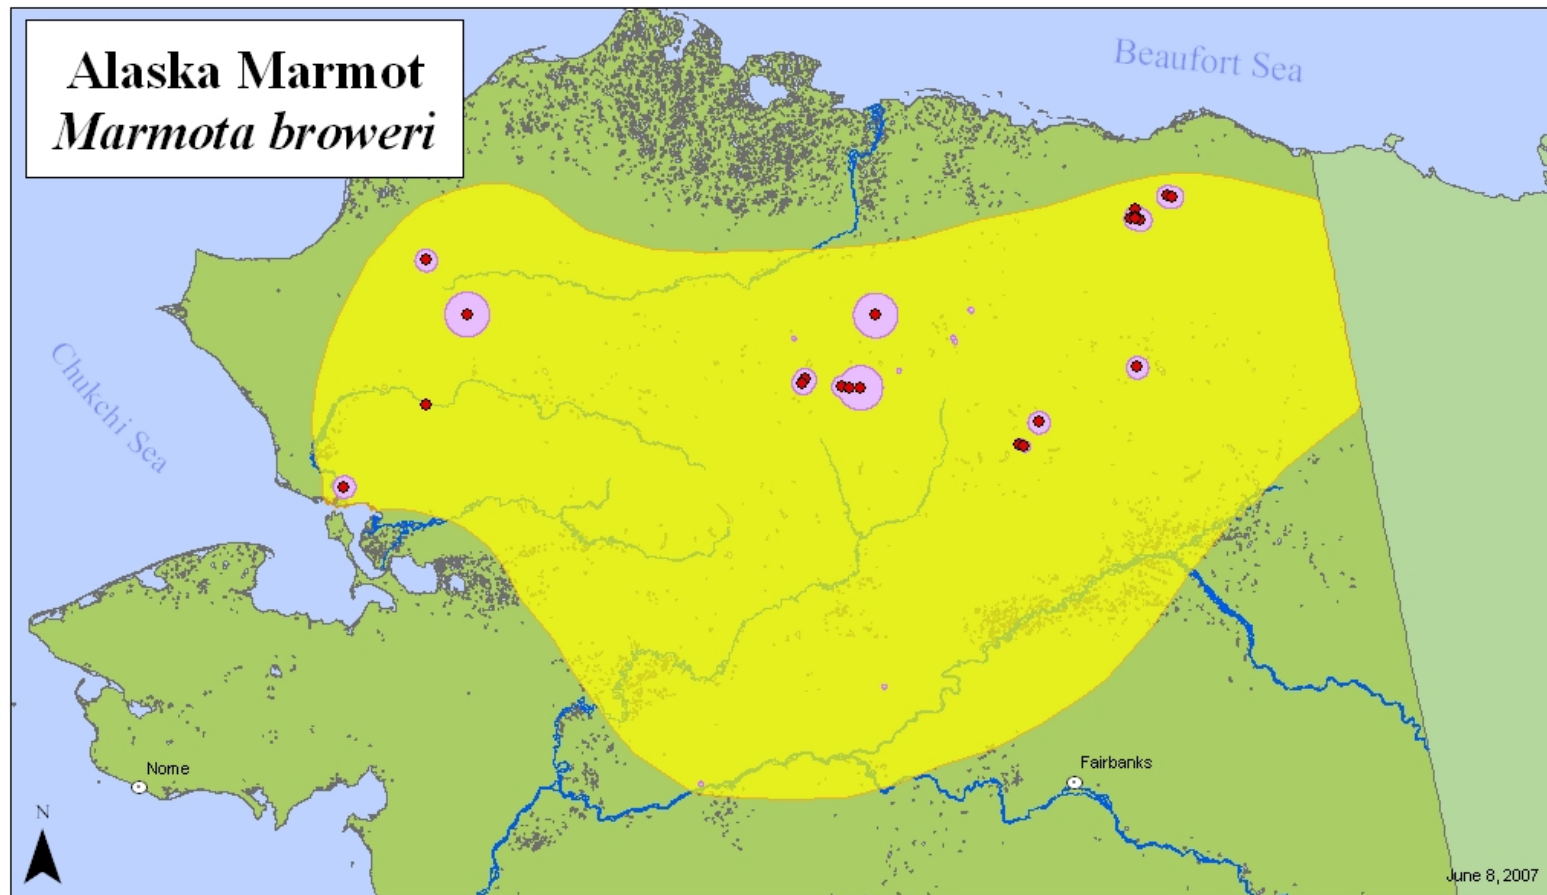 Alaska Marmot
Marmota broweri
Beaufort Sea
Chukchi Sea
Nome
Fairbanks
N
June 8, 2007